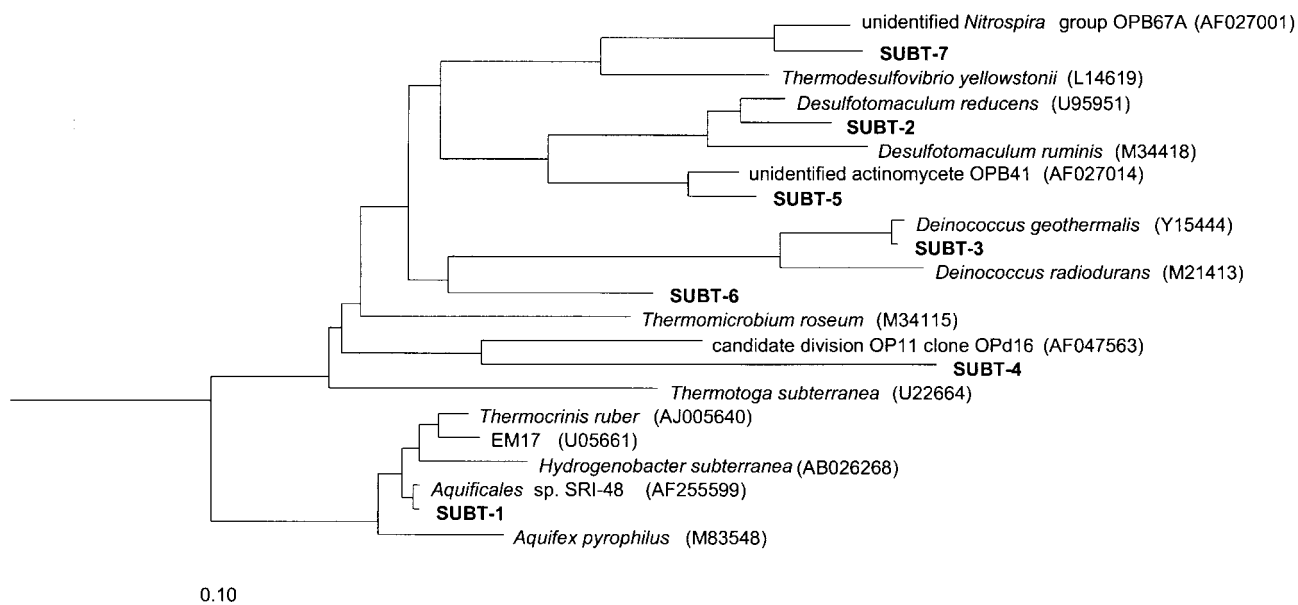 unidentified Nitrospira group OPB67A (AF027001)
SUBT-7
Thermodesulfovibrio yellowstonii (L14619)
Desulfotomaculum reducens (U95951)
SUBT-2
Desulfotomaculum ruminis (M34418)
unidentified actinomycete OPB41 (AF027014)
SUBT-5
Deinococcus geothermalis (Y15444)
SUBT-3
Deinococcus radiodurans (M21413)
SUBT-6
Thermomicrobium roseum (M34115)
candidate division OP11 clone OPd16 (AF047563)
SUBT-4
Thermotoga subterranea (U22664)
Thermocrinis ruber (AJ005640)
EM17 (U05661)
Hydrogenobacter subterranea (AB026268)
Aquificales sp. SRI-48 (AF255599)
SUBT-1
Aquifex pyrophilus (M83548)
0.10